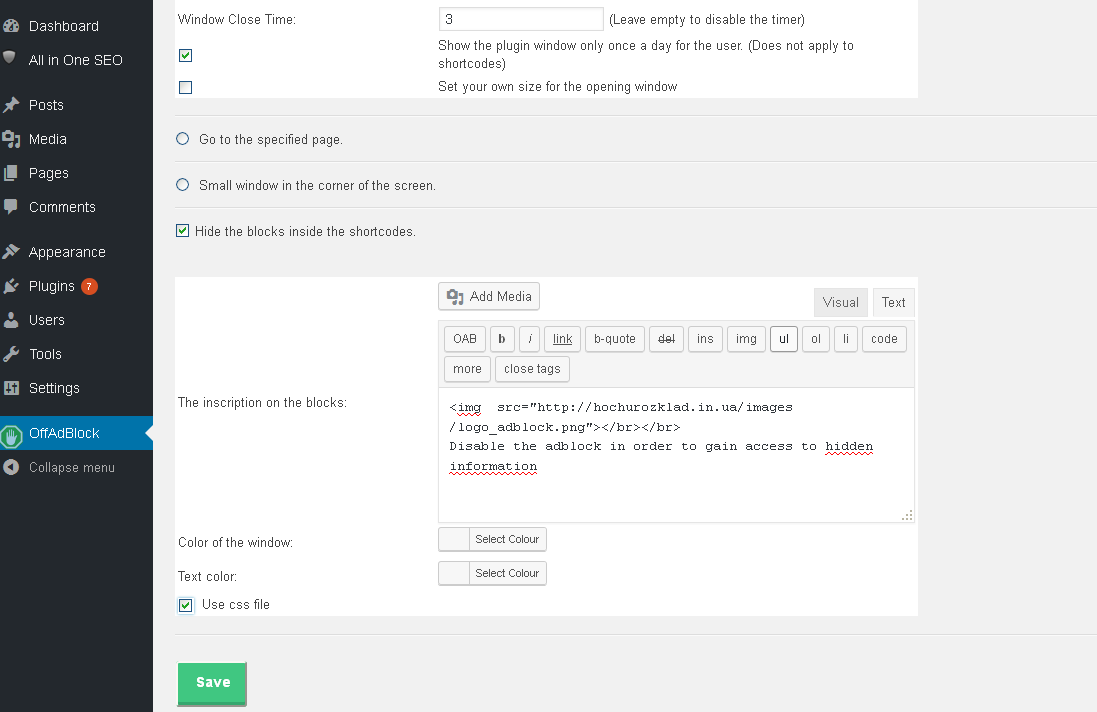 Dashboard
All in One SEO
Posts
Media
Pages
Comments
Appearance
Plugins 7
Users
Tools
Settings
OffAdBlock
Collapse menu
Window Close Time: 3 (Leave empty to disable the timer)
Show the plugin window only once a day for the user. (Does not apply to
shortcodes)
Set your own size for the opening window
Go to the specified page.
Small window in the corner of the screen.
Hide the blocks inside the shortcodes.
Add Media
Visual Text
OAB b i link b-quote del ins img ul ol li code
more close tags
The inscription on the blocks:
<img  src="http://hochurozklad.in.ua/images
/logo_adblock.png"></br></br>
Disable the adblock in order to gain access to hidden
information
Color of the window: Select Colour
Text color: Select Colour
Use css file
Save